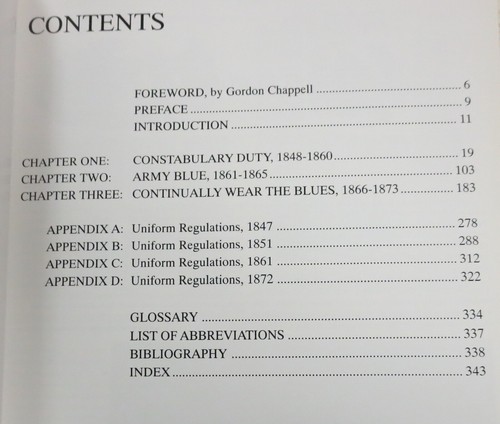 CONTENTS
FOREWORD, by Gordon Chappell ............................................ 6
PREFACE ................................................................................. 9
INTRODUCTION .................................................................... 11
CHAPTER ONE: CONSTABULARY DUTY, 1848-1860 ..................................... 19
CHAPTER TWO: ARMY BLUE, 1861-1865 ...................................................... 103
CHAPTER THREE: CONTINUALLY WEAR THE BLUES, 1866-1873 ............... 183
APPENDIX A: Uniform Regulations, 1847 .................................................... 278
APPENDIX B: Uniform Regulations, 1851 .................................................... 288
APPENDIX C: Uniform Regulations, 1861 .................................................... 312
APPENDIX D: Uniform Regulations, 1872 .................................................... 322
GLOSSARY ............................................................................. 334
LIST OF ABBREVIATIONS ................................................... 337
BIBLIOGRAPHY ..................................................................... 338
INDEX ..................................................................................... 343